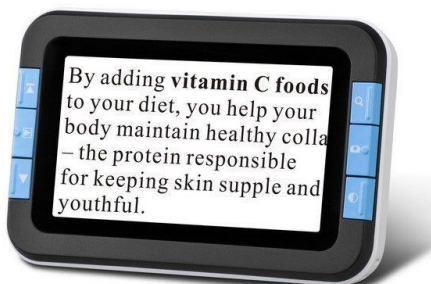 By adding vitamin C foods
to your diet, you help your
body maintain healthy colla
– the protein responsible
for keeping skin supple and
youthful.